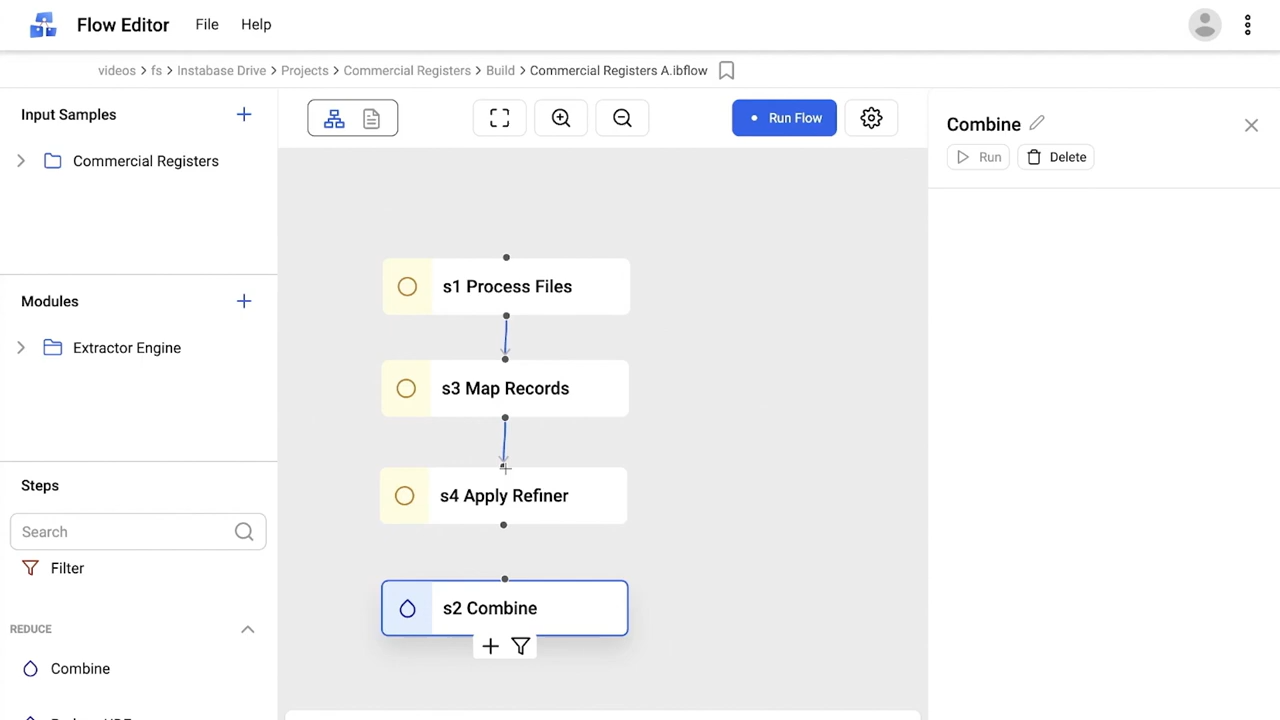 Flow Editor File Help
videos > fs > Instabase Drive > Projects > Commercial Registers > Build > Commercial Registers A.ibflow
Input Samples
Commercial Registers
Modules
Extractor Engine
Steps
Search
Filter
REDUCE
Combine
Run Flow
s1 Process Files
s3 Map Records
s4 Apply Refiner
s2 Combine
Combine
Run Delete